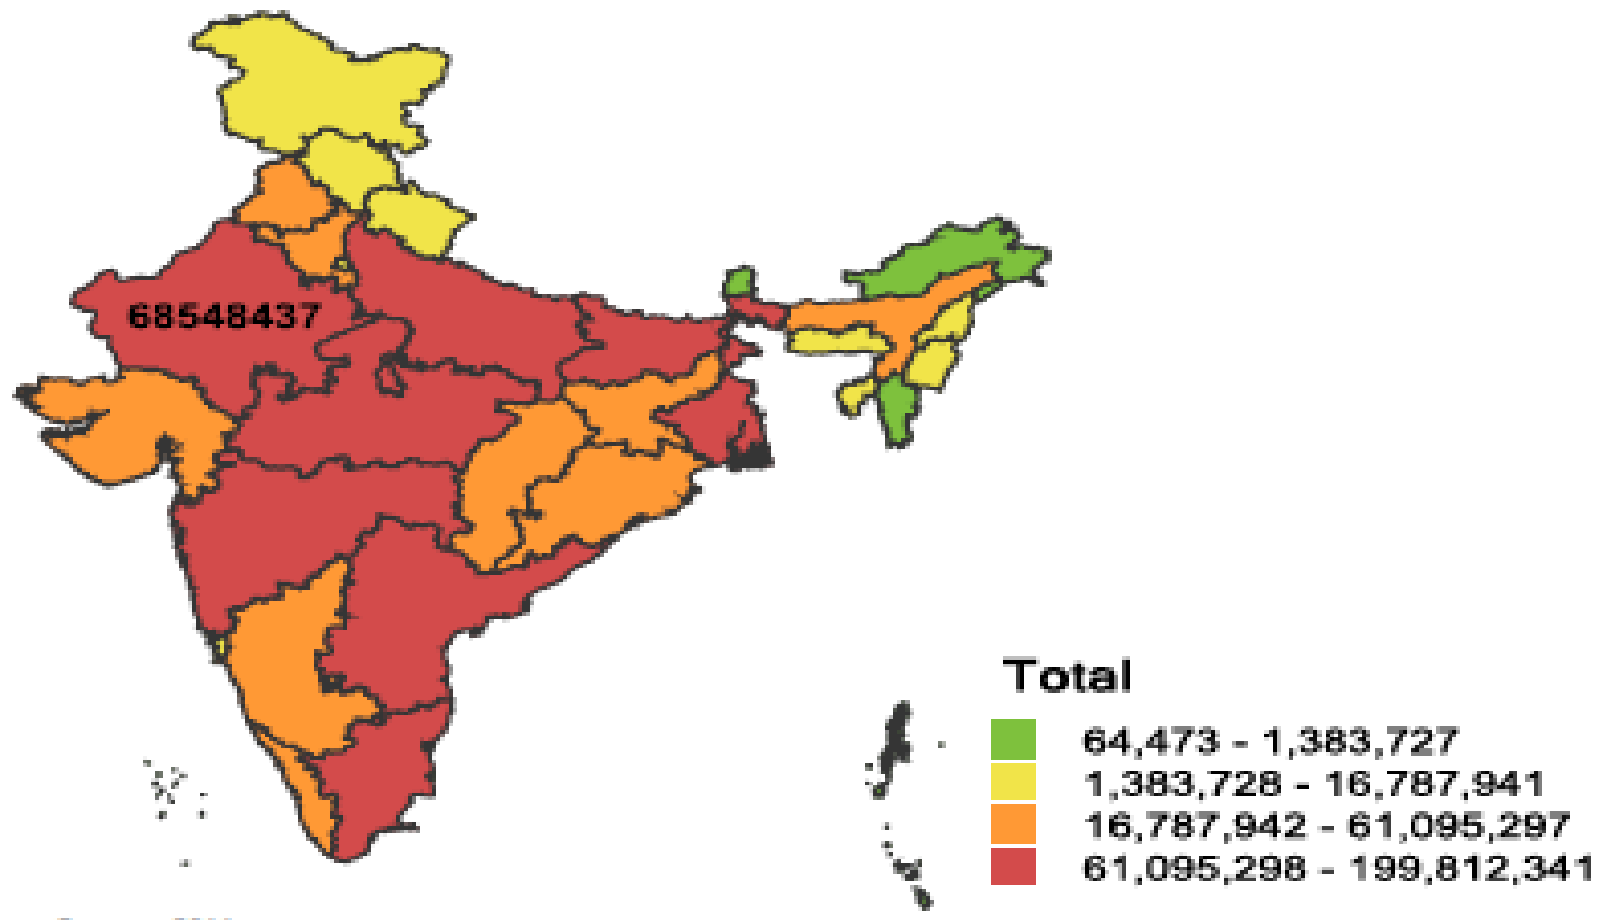 68548437
Total
64,473 - 1,383,727
1,383,728 - 16,787,941
16,787,942 - 61,095,297
61,095,298 - 199,812,341